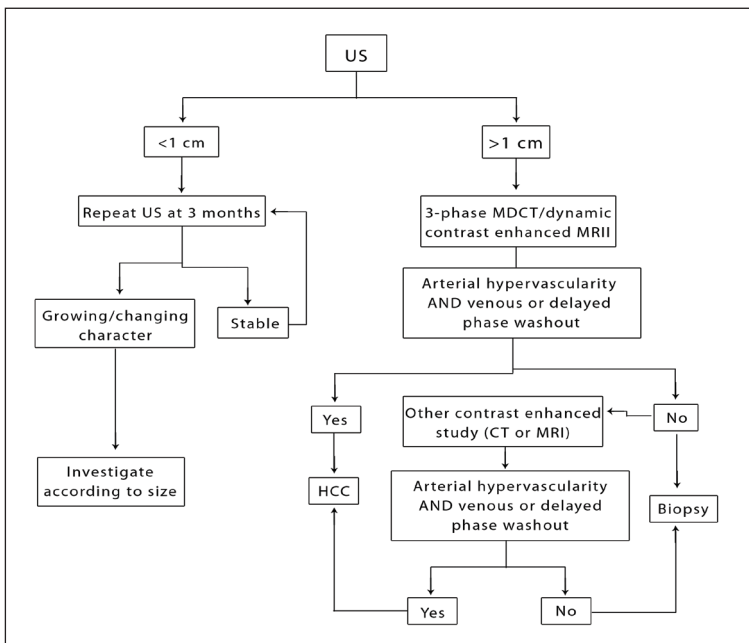 US
<1 cm
>1 cm
Repeat US at 3 months
3-phase MDCT/dynamic
contrast enhanced MRII
Arterial hypervascularity
AND venous or delayed
phase washout
Growing/changing
character
Stable
Yes
Other contrast enhanced
study (CT or MRI)
No
Investigate
according to size
HCC
Arterial hypervascularity
AND venous or delayed
phase washout
Biopsy
Yes
No